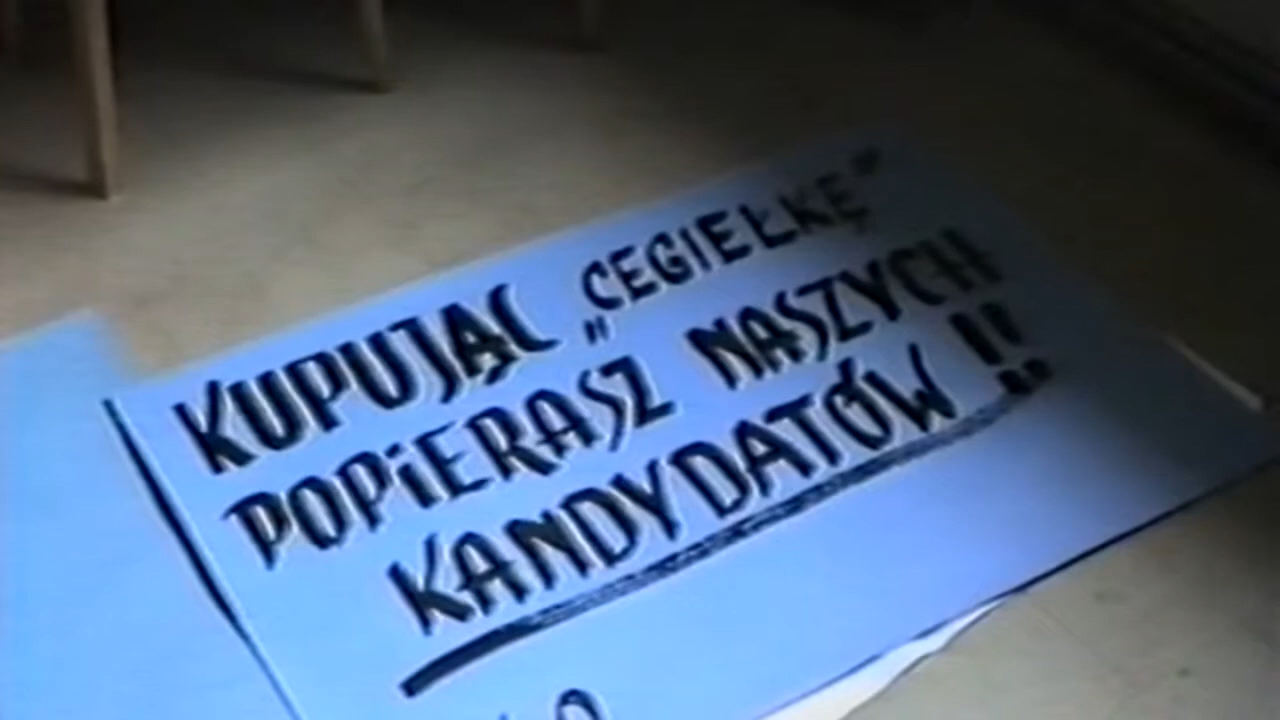 KUPUJĄC „CEGIEŁKĘ”
POPiERASZ NASZYCH
KANDYDATÓW !!